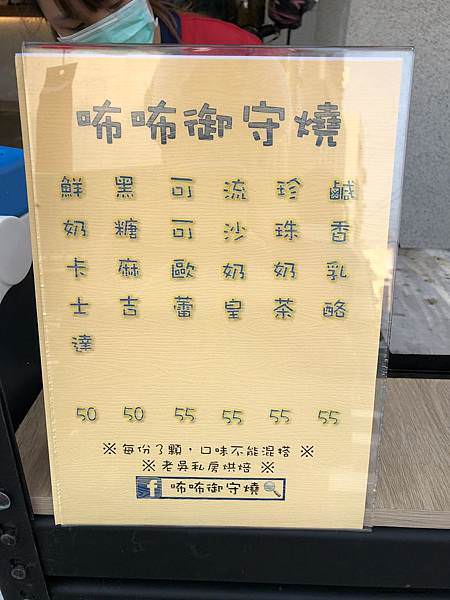 咘咘御守燒
鮮奶卡士達
黑糖麻吉
可可歐蕾
流沙奶皇
珍珠奶茶
鹹香乳酪
50 50 55 55 55 55
※每份3顆，口味不能混搭※
※老吳私房烘焙※
f 咘咘御守燒